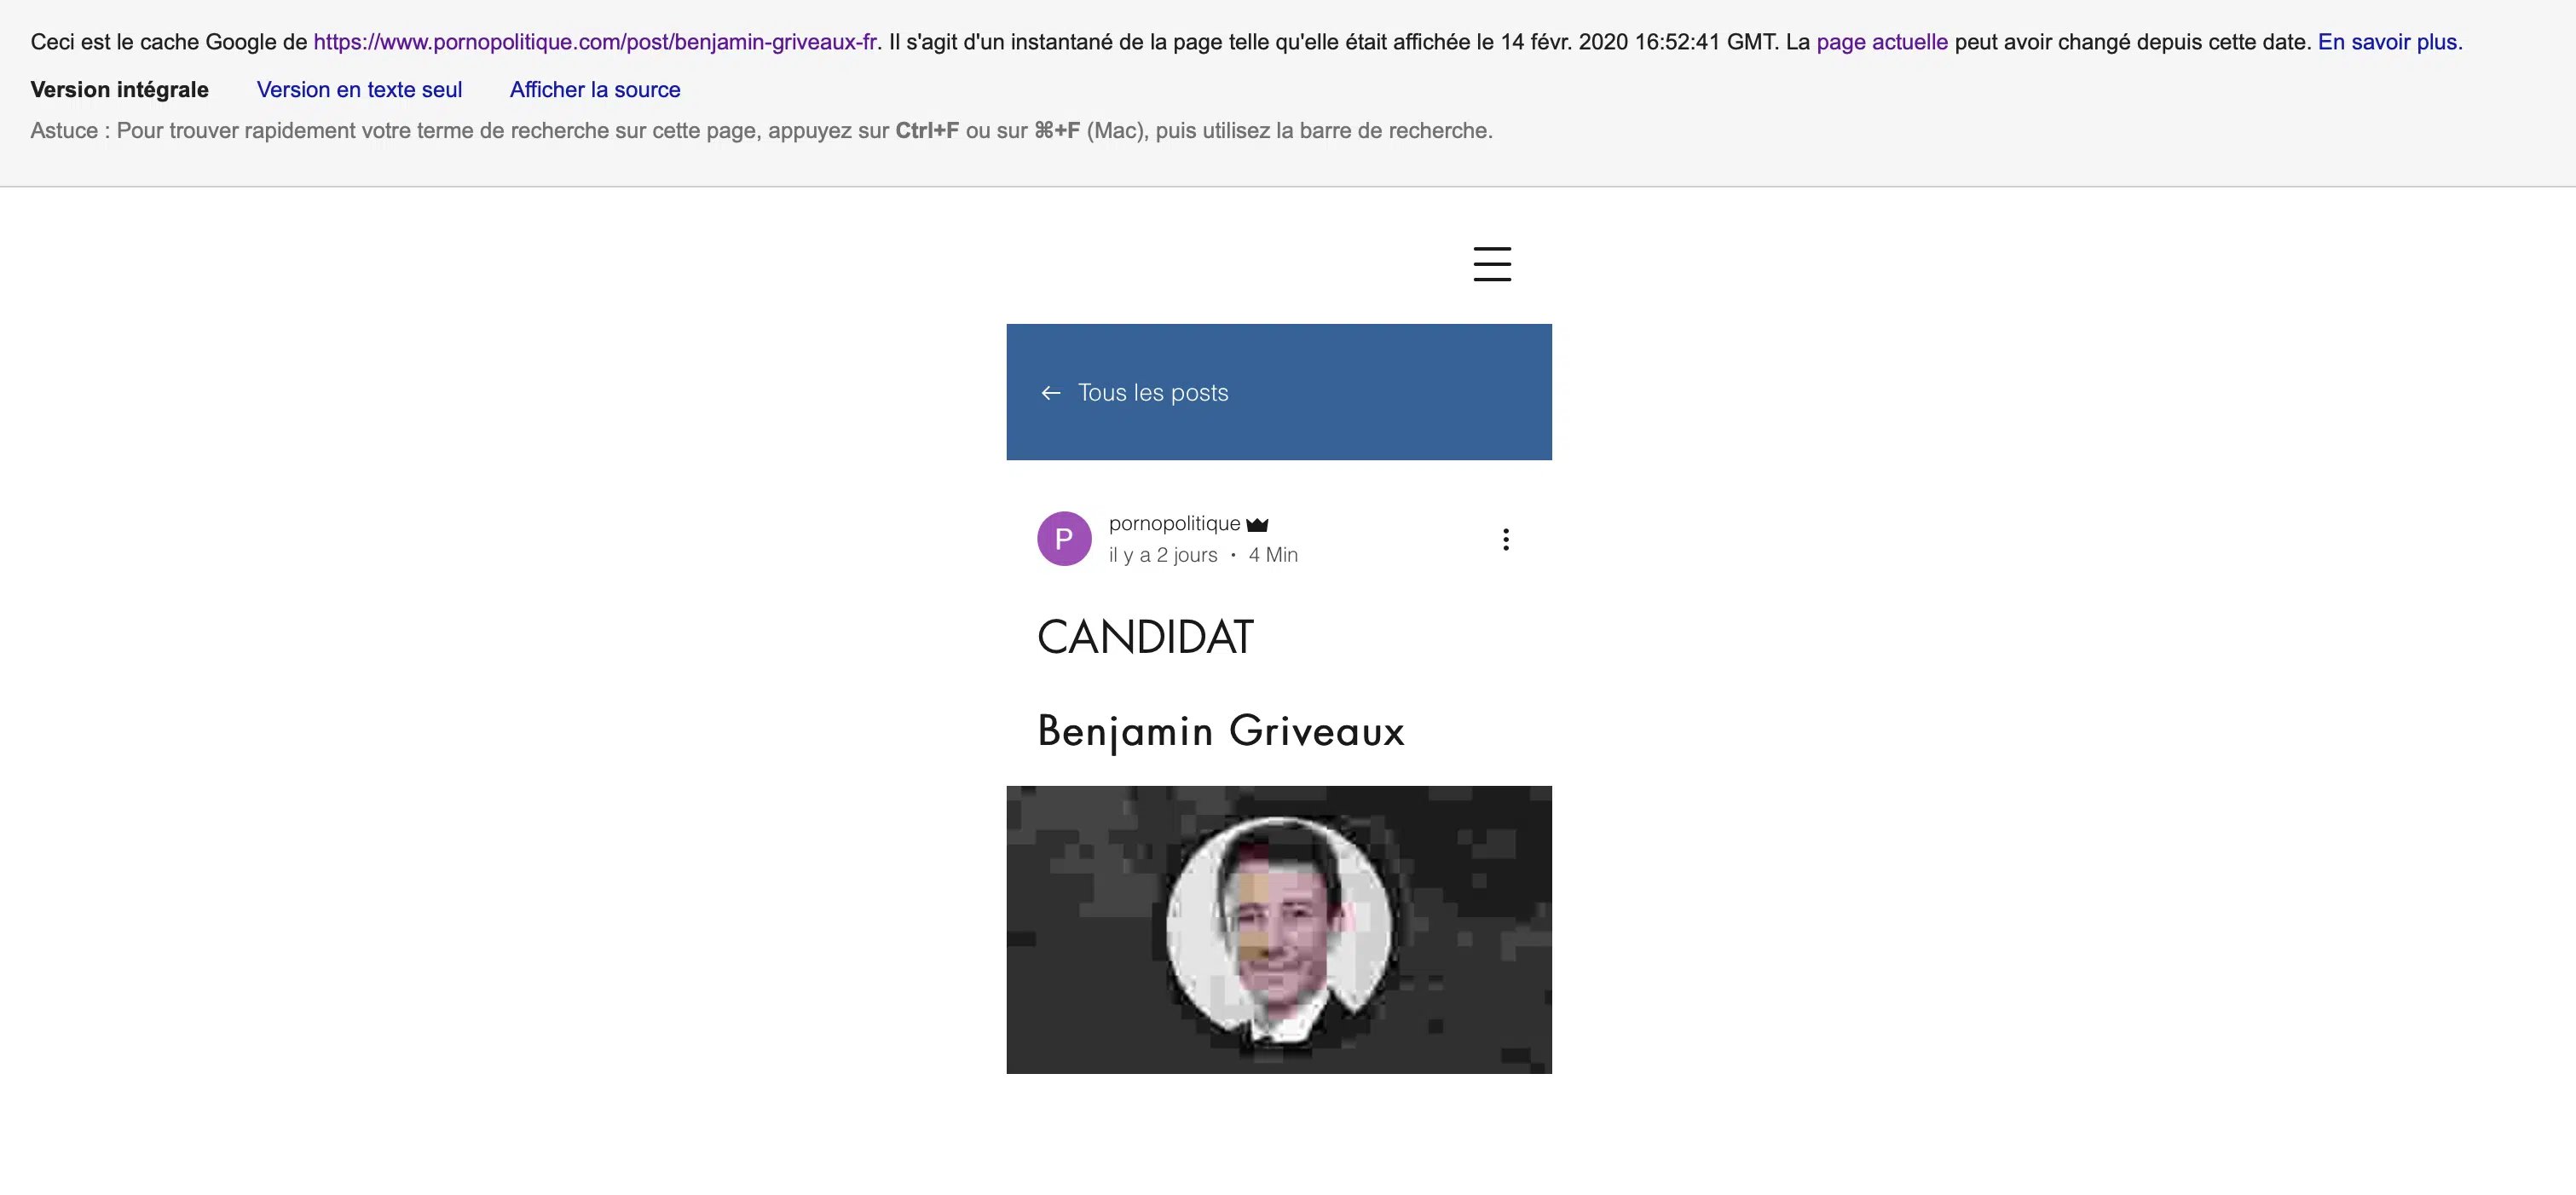 Ceci est le cache Google de https://www.pornopolitique.com/post/benjamin-griveaux-fr. Il s'agit d'un instantané de la page telle qu'elle était affichée le 14 févr. 2020 16:52:41 GMT. La page actuelle peut avoir changé depuis cette date. En savoir plus.
Version intégrale Version en texte seul Afficher la source
Astuce : Pour trouver rapidement votre terme de recherche sur cette page, appuyez sur Ctrl+F ou sur ⌘+F (Mac), puis utilisez la barre de recherche.
← Tous les posts
P
pornopolitique
il y a 2 jours · 4 Min
CANDIDAT
Benjamin Griveaux